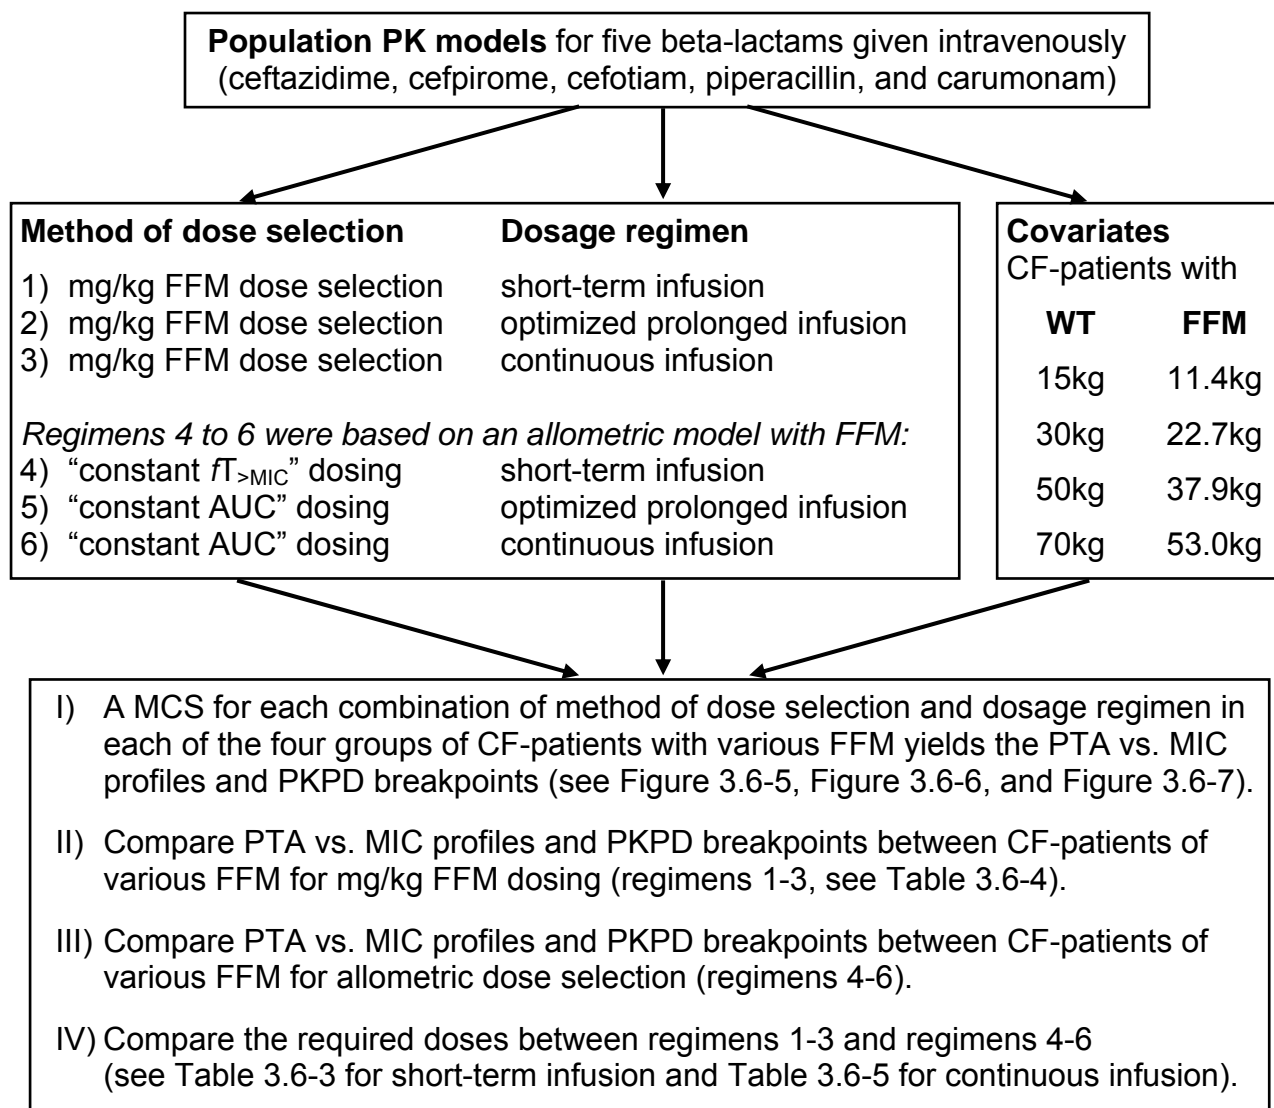 Population PK models for five beta-lactams given intravenously
(ceftazidime, cefpirome, cefotiam, piperacillin, and carumonam)
Method of dose selection Dosage regimen
1) mg/kg FFM dose selection short-term infusion
2) mg/kg FFM dose selection optimized prolonged infusion
3) mg/kg FFM dose selection continuous infusion
Regimens 4 to 6 were based on an allometric model with FFM:
4) “constant fT>MIC” dosing short-term infusion
5) “constant AUC” dosing optimized prolonged infusion
6) “constant AUC” dosing continuous infusion
Covariates
CF-patients with
WT FFM
15kg 11.4kg
30kg 22.7kg
50kg 37.9kg
70kg 53.0kg
I) A MCS for each combination of method of dose selection and dosage regimen in
each of the four groups of CF-patients with various FFM yields the PTA vs. MIC
profiles and PKPD breakpoints (see Figure 3.6-5, Figure 3.6-6, and Figure 3.6-7).
II) Compare PTA vs. MIC profiles and PKPD breakpoints between CF-patients of
various FFM for mg/kg FFM dosing (regimens 1-3, see Table 3.6-4).
III) Compare PTA vs. MIC profiles and PKPD breakpoints between CF-patients of
various FFM for allometric dose selection (regimens 4-6).
IV) Compare the required doses between regimens 1-3 and regimens 4-6
(see Table 3.6-3 for short-term infusion and Table 3.6-5 for continuous infusion).